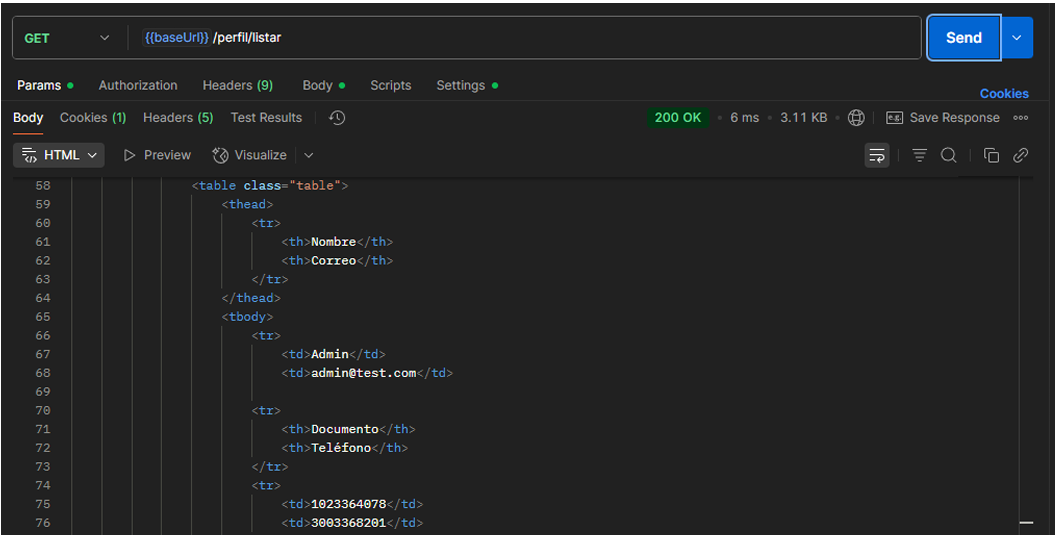 GET {{baseUrl}} /perfil/listar Send
Params Authorization Headers (9) Body Scripts Settings Cookies
Body Cookies (1) Headers (5) Test Results 200 OK 6 ms 3.11 KB e.g. Save Response
HTML Preview Visualize
58 <table class="table">
59 <thead>
60 <tr>
61 <th>Nombre</th>
62 <th>Correo</th>
63 </tr>
64 </thead>
65 <tbody>
66 <tr>
67 <td>Admin</td>
68 <td>admin@test.com</td>
69
70 <tr>
71 <th>Documento</th>
72 <th>Teléfono</th>
73 </tr>
74 <tr>
75 <td>1023364078</td>
76 <td>3003368201</td>